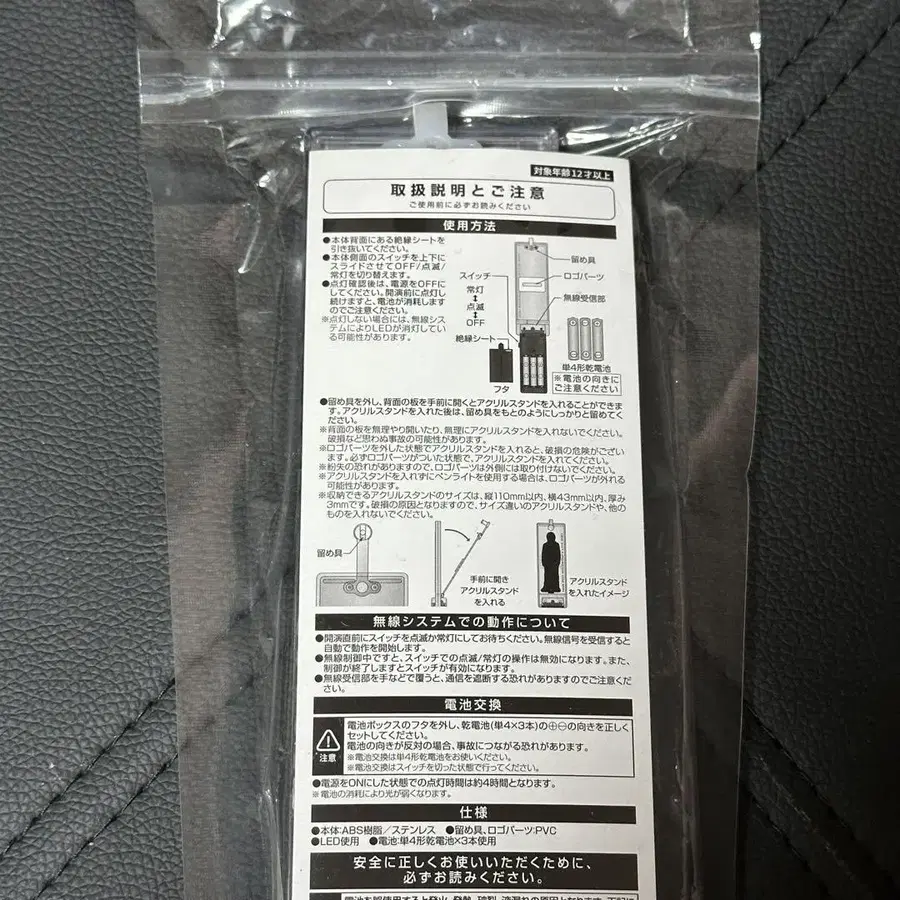 対象年齢12才以上
取扱説明とご注意
ご使用前に必ずお読みください
使用方法
●本体背面にある絶縁シートを
引き抜いてください。
●本体側面のスイッチを上下に
スライドさせてOFF/点滅/
常灯を切り替えます。
●点灯確認後は、電源をOFFに
してください。開演前に点灯し
続けますと、電池が消耗します
のでご注意ください。
※点灯しない場合には、無線シス
テムによりLEDが消灯してい
る可能性があります。
留め具
ロゴパーツ
無線受信部
スイッチ
常灯
点滅
OFF
絶縁シート
フタ
単4形乾電池
※電池の向きに
ご注意ください
●留め具を外し、背面の板を手前に開くとアクリルスタンドを入れることができま
す。アクリルスタンドを入れた後は、留め具をもとのようにしっかりと留めてく
ださい。
※背面の板を無理やり開いたり、無理にアクリルスタンドを入れないでください。
破損など思わぬ事故の可能性があります。
※ロゴパーツを外した状態でアクリルスタンドを入れると、破損の危険がござい
ます。必ずロゴパーツがついた状態で、アクリルスタンドを入れてください。
※紛失の恐れがありますので、ロゴパーツは外側には取り付けないでください。
※アクリルスタンドを入れずにペンライトを使用する場合は、ロゴパーツが外れる
可能性があります。
※収納できるアクリルスタンドのサイズは、縦110mm以内、横43mm以内、厚み
3mmです。破損の原因となりますので、サイズ違いのアクリルスタンドや、他の
ものを入れないでください。
留め具
手前に開き
アクリルスタンド
を入れる
アクリルスタンド
を入れたイメージ
無線システムでの動作について
●開演直前にスイッチを点滅か常灯にしてお待ちください。無線信号を受信すると
自動で動作を開始します。
●無線制御中ですと、スイッチでの点滅/常灯の操作は無効になります。また、
制御が終了しますとスイッチが有効になります。
●無線受信部を手などで覆うと、通信を遮断する恐れがありますのでご注意くだ
さい。
電池交換
注意
電池ボックスのフタを外し、乾電池(単4×3本)の⊕⊖の向きを正しく
セットしてください。
電池の向きが反対の場合、事故につながる恐れがあります。
※電池交換は単4形乾電池をお使いください。
※電池交換はスイッチを切った状態で行ってください。
●電源をONにした状態での点灯時間は約4時間となります。
※電池の消耗により光が弱くなります。
仕様
●本体:ABS樹脂/ステンレス ●留め具、ロゴパーツ:PVC
●LED使用 ●電池:単4形乾電池×3本使用
安全に正しくお使いいただくために、
必ずお読みください。